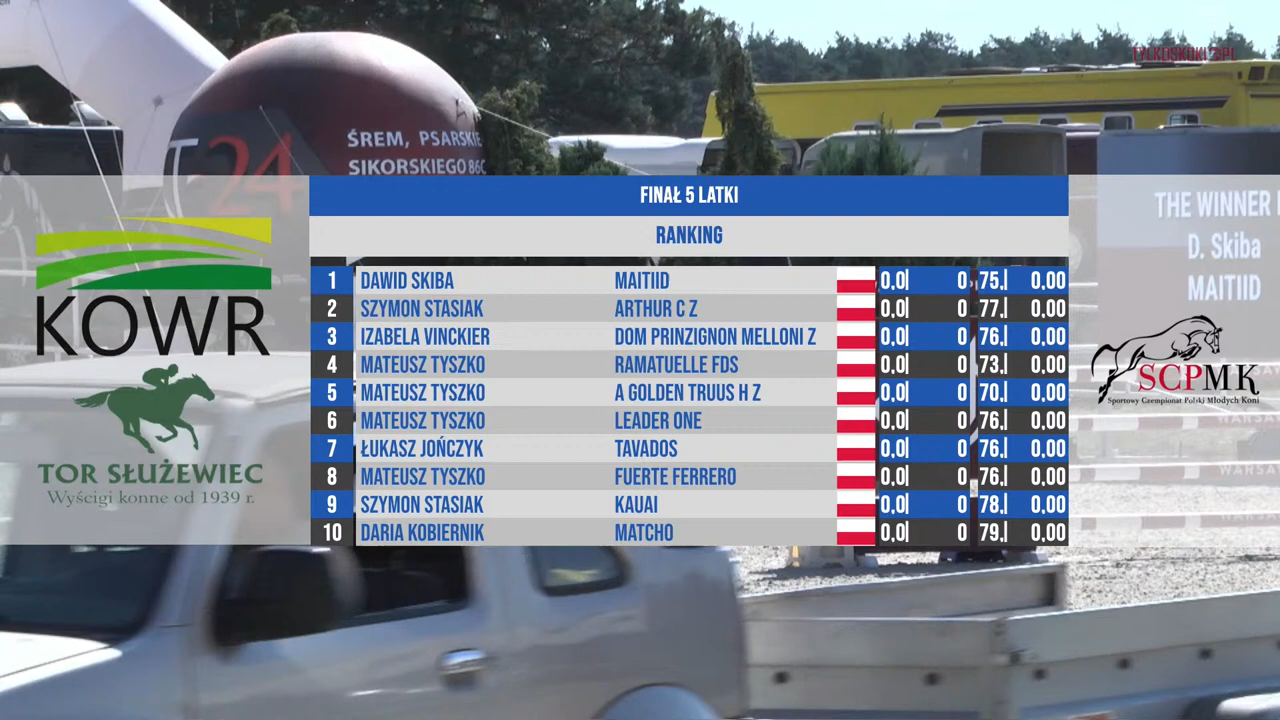 TYLKOSKOKI.PL
T24
ŚREM, PSARSKIE
SIKORSKIEGO 86C
FINAŁ 5 LATKI
RANKING
1 DAWID SKIBA MAITIID 0,0 0 75, 0,00
2 SZYMON STASIAK ARTHUR C Z 0,0 0 77, 0,00
3 IZABELA VINCKIER DOM PRINZIGNON MELLONI Z 0,0 0 76, 0,00
4 MATEUSZ TYSZKO RAMATUELLE FDS 0,0 0 73, 0,00
5 MATEUSZ TYSZKO A GOLDEN TRUUS H Z 0,0 0 70, 0,00
6 MATEUSZ TYSZKO LEADER ONE 0,0 0 76, 0,00
7 ŁUKASZ JOŃCZYK TAVADOS 0,0 0 76, 0,00
8 MATEUSZ TYSZKO FUERTE FERRERO 0,0 0 76, 0,00
9 SZYMON STASIAK KAUAI 0,0 0 78, 0,00
10 DARIA KOBIERNIK MATCHO 0,0 0 79, 0,00
KOWR
TOR SŁUŻEWIEC
Wyścigi konne od 1939 r.
THE WINNER
D. Skiba
MAITIID
SCPMK
Sportowy Czempionat Polski Młodych Koni
WARSAW